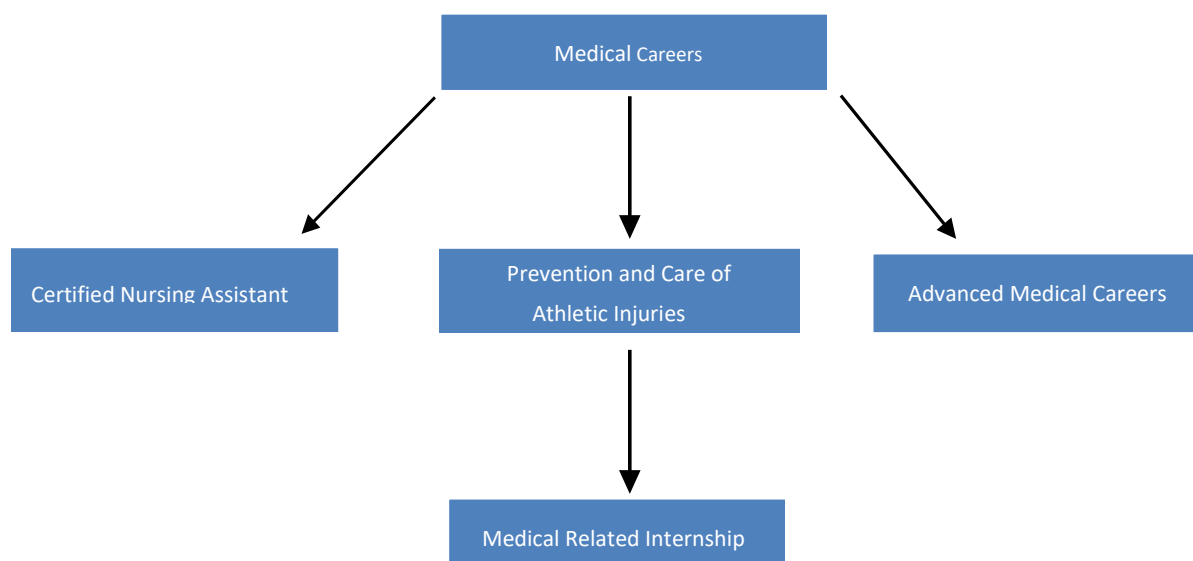 Medical Careers
Certified Nursing Assistant
Prevention and Care of
Athletic Injuries
Advanced Medical Careers
Medical Related Internship